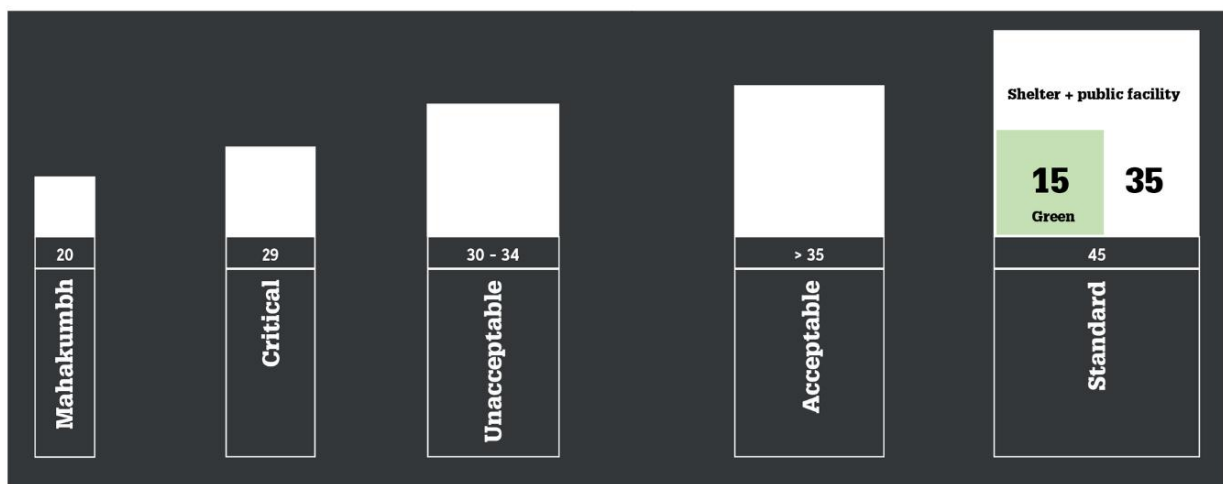 Shelter + public facility
15 35
Green
20 29 30 - 34 > 35 45
Mahakumbh
Critical
Unacceptable
Acceptable
Standard